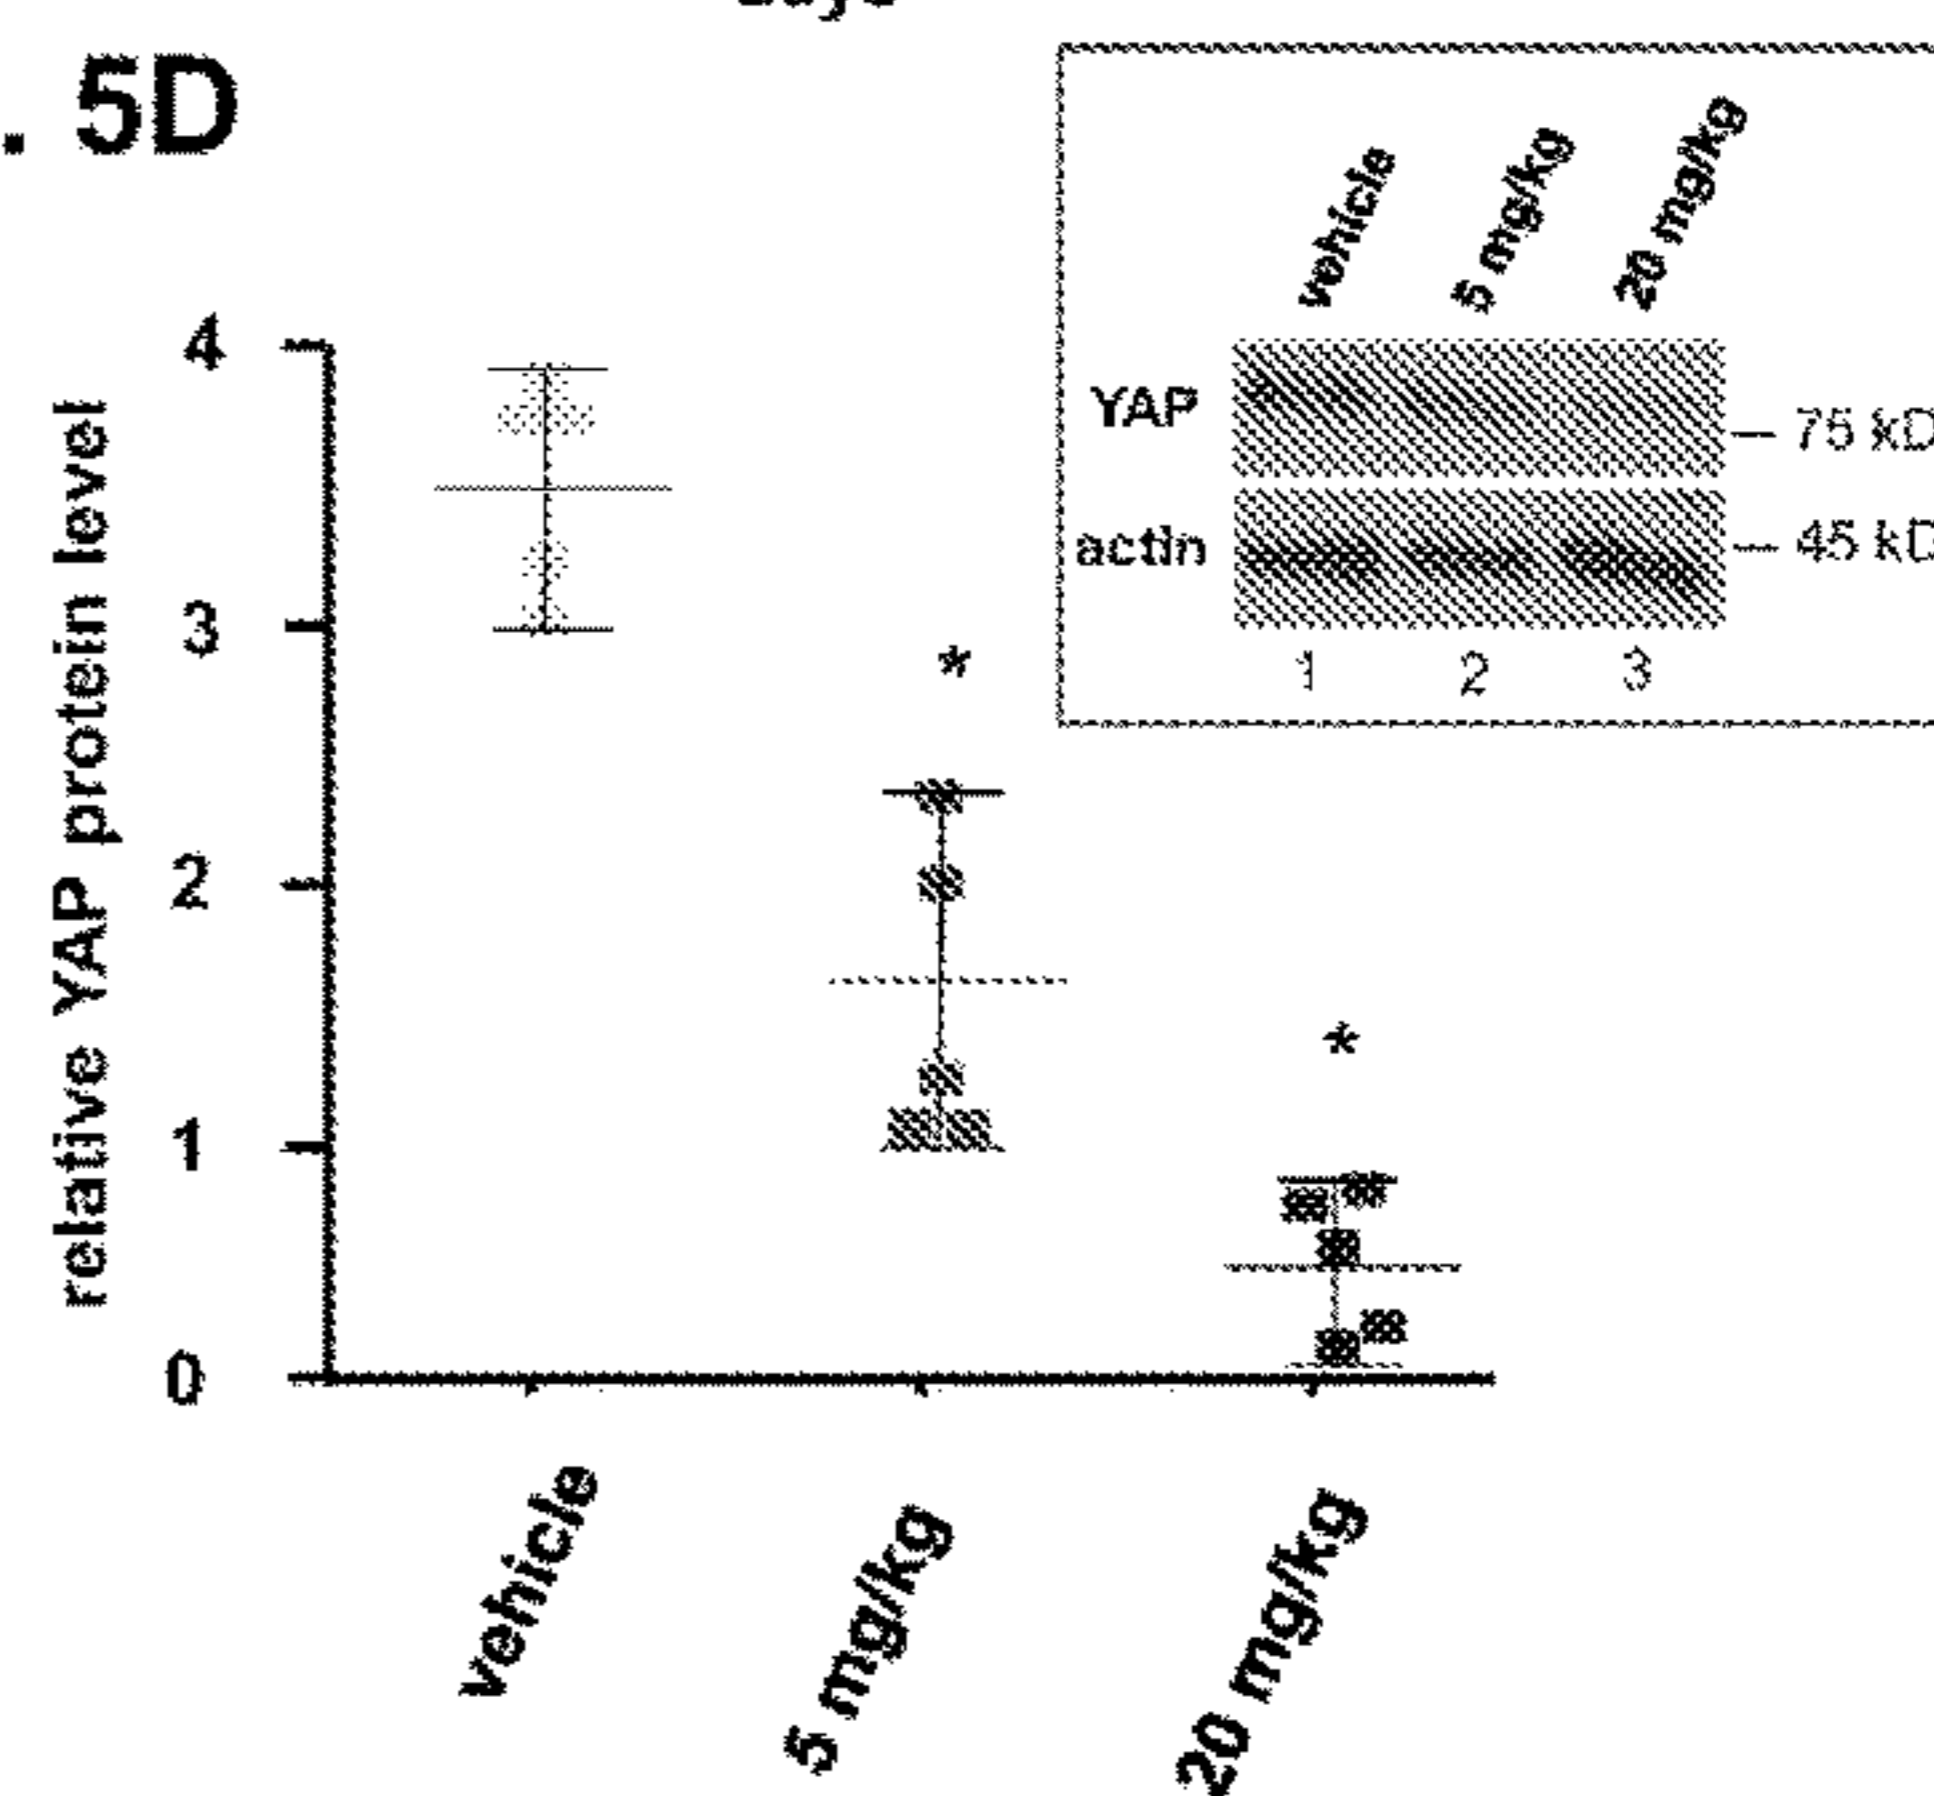 . 5D
vehicle
5 mg/kg
20 mg/kg
YAP
75 kD
actin
45 kD
1 2 3
relative YAP protein level
4
3
2
1
0
*
*
vehicle
5 mg/kg
20 mg/kg